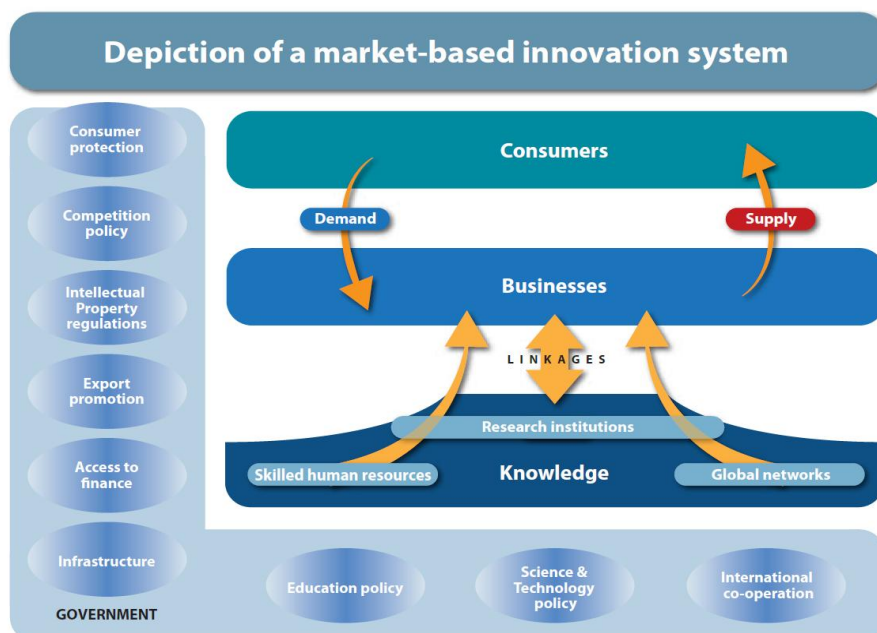 Depiction of a market-based innovation system
Consumer
protection
Competition
policy
Intellectual
Property
regulations
Export
promotion
Access to
finance
Infrastructure
GOVERNMENT
Consumers
Demand
Supply
Businesses
LINKAGES
Research institutions
Skilled human resources
Knowledge
Global networks
Education policy
Science &
Technology
policy
International
co-operation